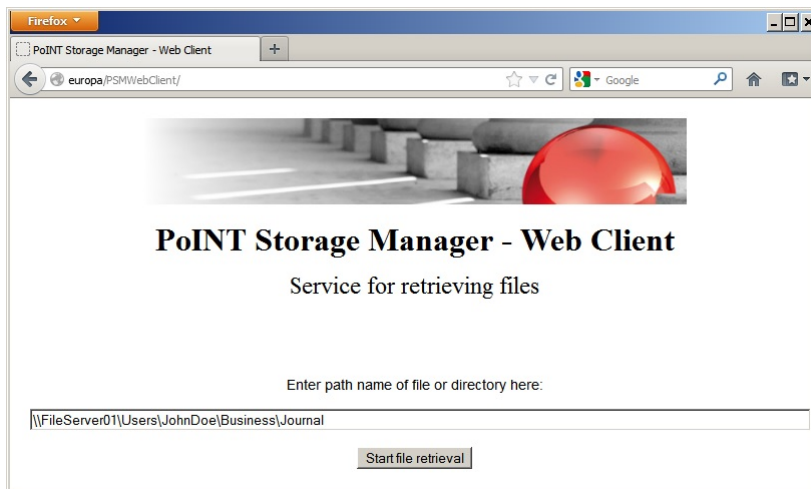 Firefox
PoINT Storage Manager - Web Client
europa/PSMWebClient/
Google
PoINT Storage Manager - Web Client
Service for retrieving files
Enter path name of file or directory here:
\\FileServer01\Users\JohnDoe\Business\Journal
Start file retrieval